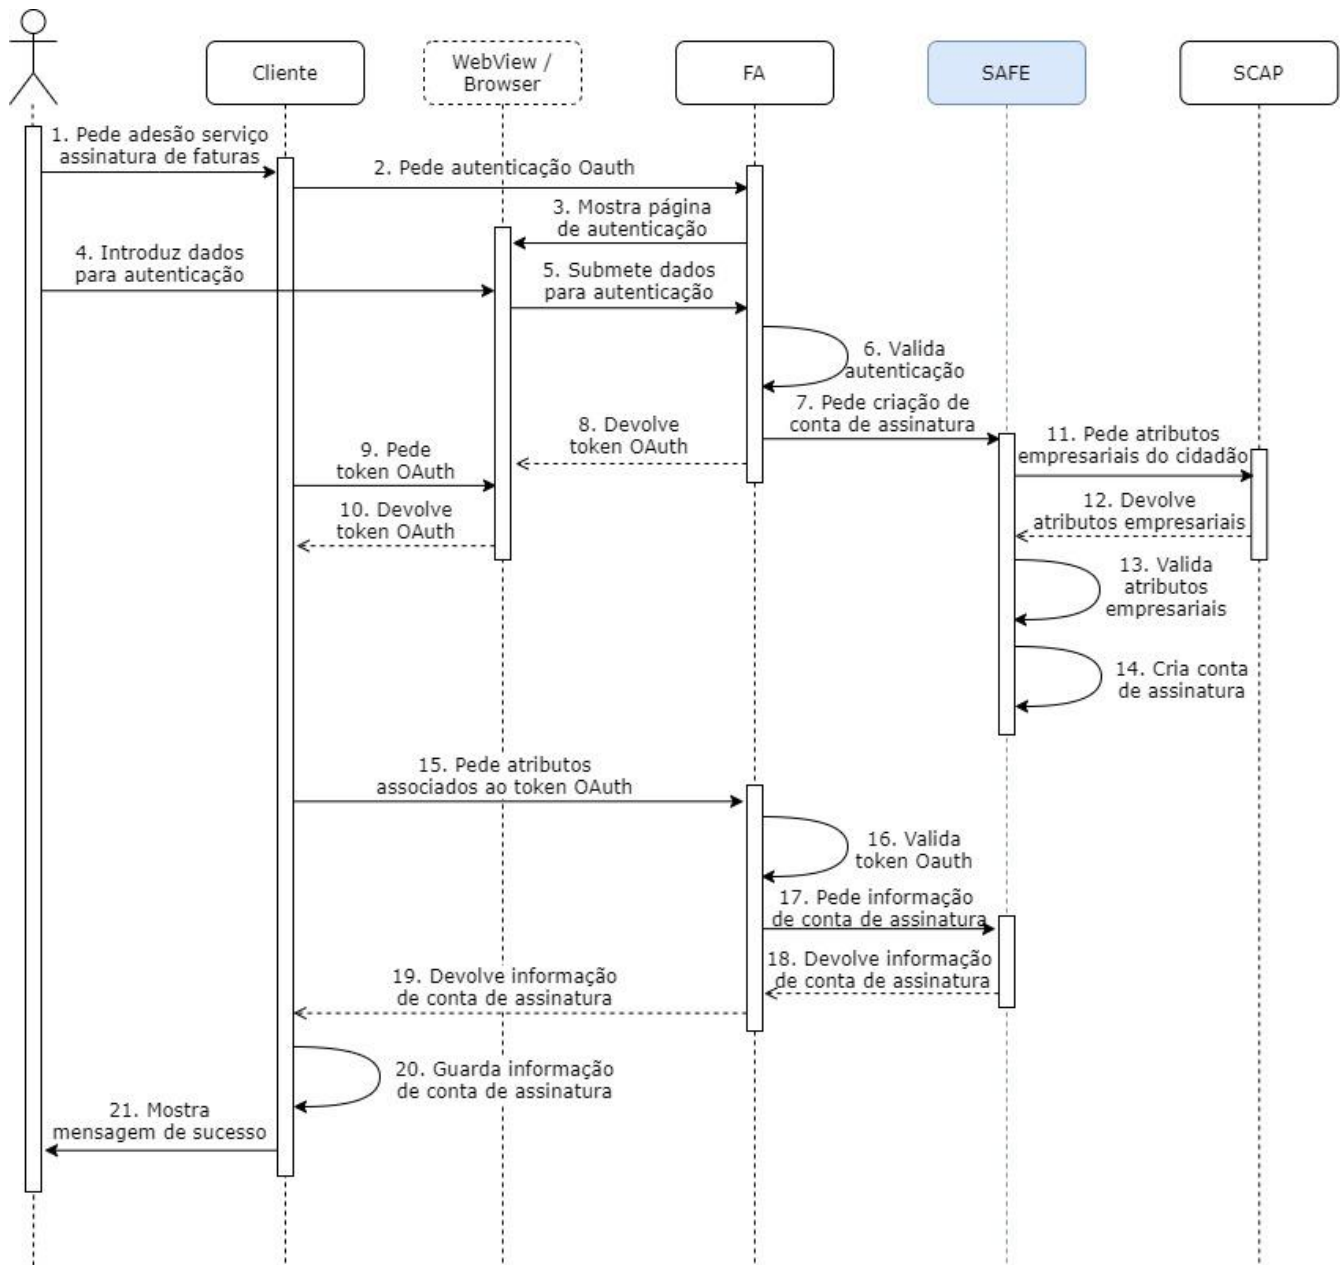 Cliente
WebView /
Browser
FA
SAFE
SCAP
1. Pede adesão serviço
assinatura de faturas
2. Pede autenticação Oauth
3. Mostra página
de autenticação
4. Introduz dados
para autenticação
5. Submete dados
para autenticação
6. Valida
autenticação
7. Pede criação de
conta de assinatura
8. Devolve
token OAuth
9. Pede
token OAuth
10. Devolve
token OAuth
11. Pede atributos
empresariais do cidadão
12. Devolve
atributos empresariais
13. Valida
atributos
empresariais
14. Cria conta
de assinatura
15. Pede atributos
associados ao token OAuth
16. Valida
token Oauth
17. Pede informação
de conta de assinatura
18. Devolve informação
de conta de assinatura
19. Devolve informação
de conta de assinatura
20. Guarda informação
de conta de assinatura
21. Mostra
mensagem de sucesso